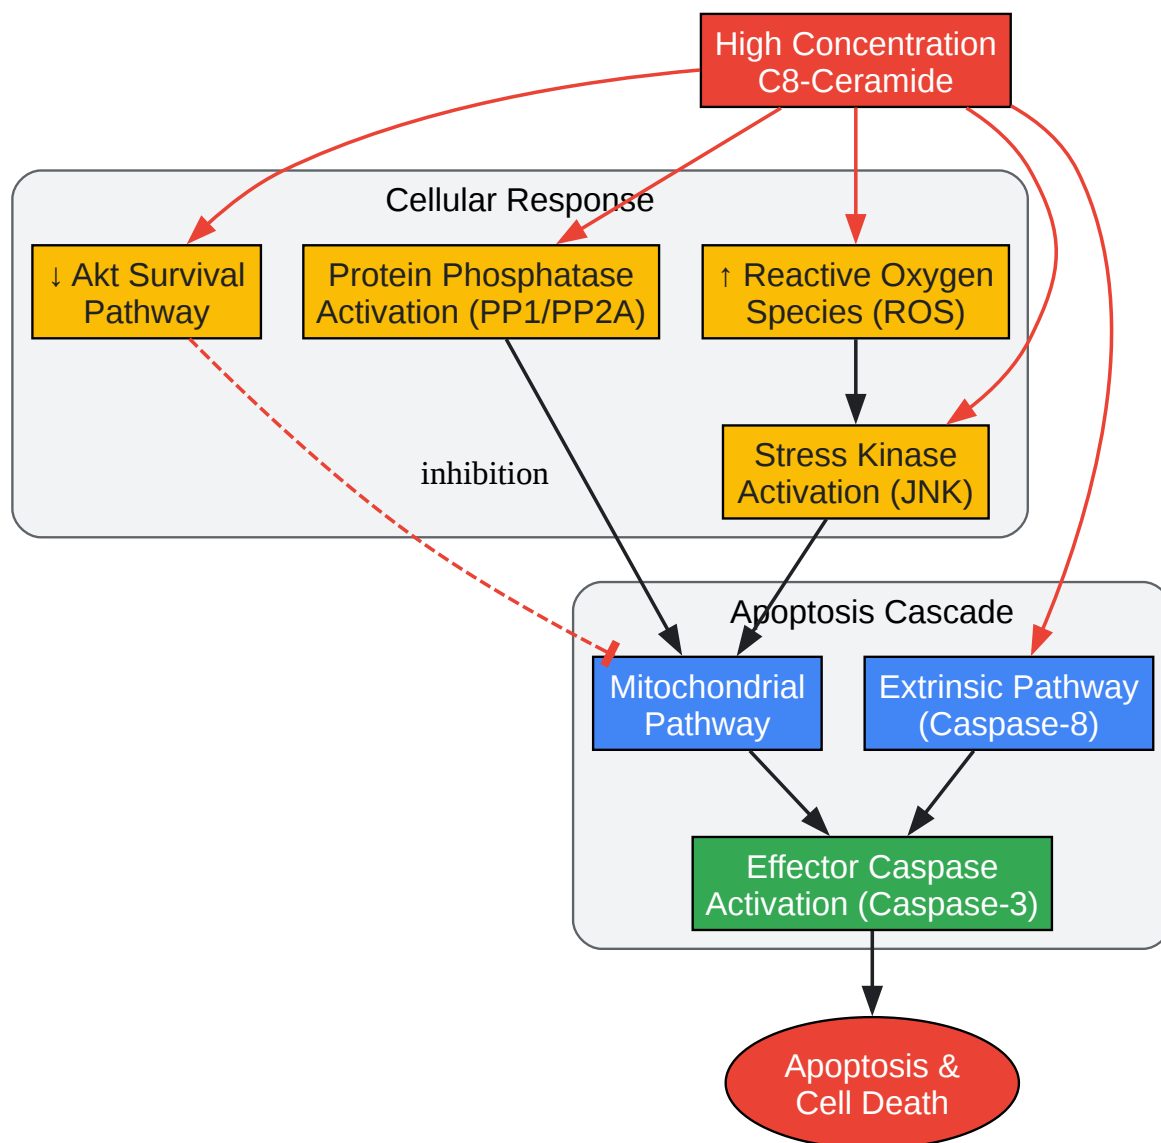 High Concentration
C8-Ceramide
Cellular Response
↓ Akt Survival
Pathway
Protein Phosphatase
Activation (PP1/PP2A)
↑ Reactive Oxygen
Species (ROS)
Stress Kinase
Activation (JNK)
inhibition
Apoptosis Cascade
Mitochondrial
Pathway
Extrinsic Pathway
(Caspase-8)
Effector Caspase
Activation (Caspase-3)
Apoptosis &
Cell Death